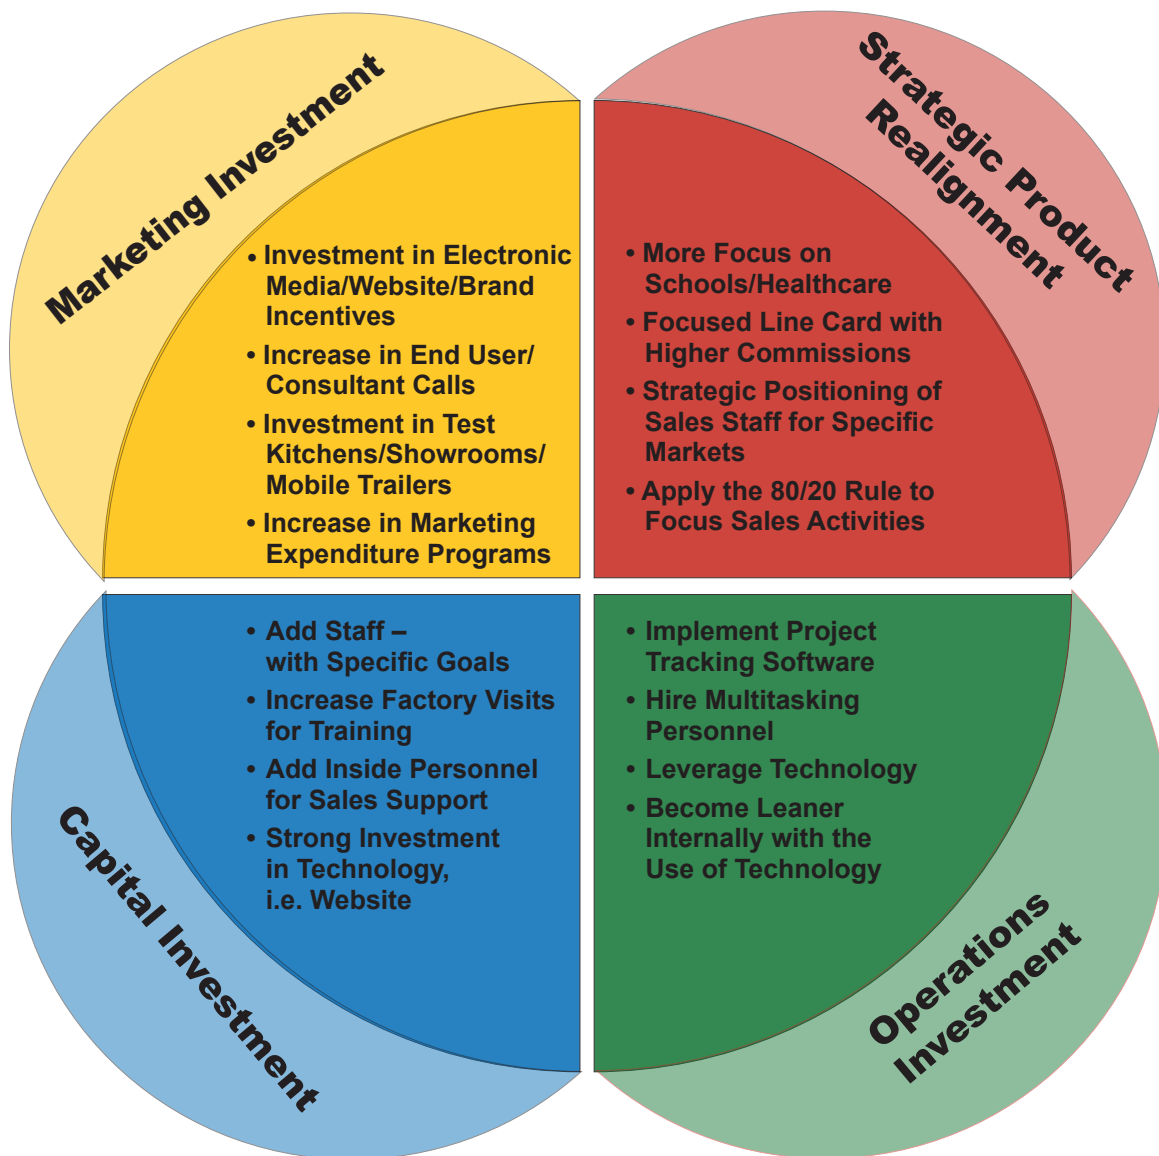 Marketing Investment
• Investment in Electronic
Media/Website/Brand
Incentives
• Increase in End User/
Consultant Calls
• Investment in Test
Kitchens/Showrooms/
Mobile Trailers
• Increase in Marketing
Expenditure Programs
Strategic Product
Realignment
• More Focus on
Schools/Healthcare
• Focused Line Card with
Higher Commissions
• Strategic Positioning of
Sales Staff for Specific
Markets
• Apply the 80/20 Rule to
Focus Sales Activities
Capital Investment
• Add Staff –
with Specific Goals
• Increase Factory Visits
for Training
• Add Inside Personnel
for Sales Support
• Strong Investment
in Technology,
i.e. Website
Operations
Investment
• Implement Project
Tracking Software
• Hire Multitasking
Personnel
• Leverage Technology
• Become Leaner
Internally with the
Use of Technology